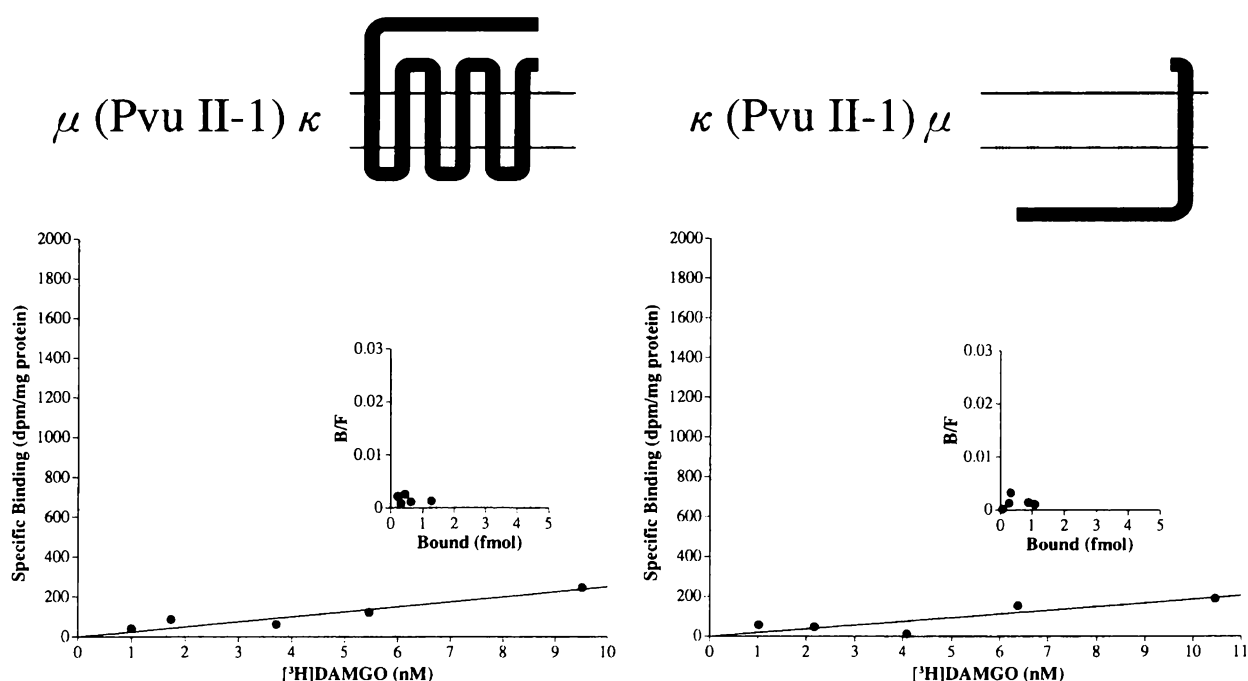 μ (Pvu II-1) κ
κ (Pvu II-1) μ
Specific Binding (dpm/mg protein)
2000
1800
1600
1400
1200
1000
800
600
400
200
0
B/F
0.03
0.02
0.01
0
0 1 2 3 4 5
Bound (fmol)
0 1 2 3 4 5 6 7 8 9 10
[³H]DAMGO (nM)
Specific Binding (dpm/mg protein)
2000
1800
1600
1400
1200
1000
800
600
400
200
0
B/F
0.03
0.02
0.01
0
0 1 2 3 4 5
Bound (fmol)
0 1 2 3 4 5 6 7 8 9 10 11
[³H]DAMGO (nM)